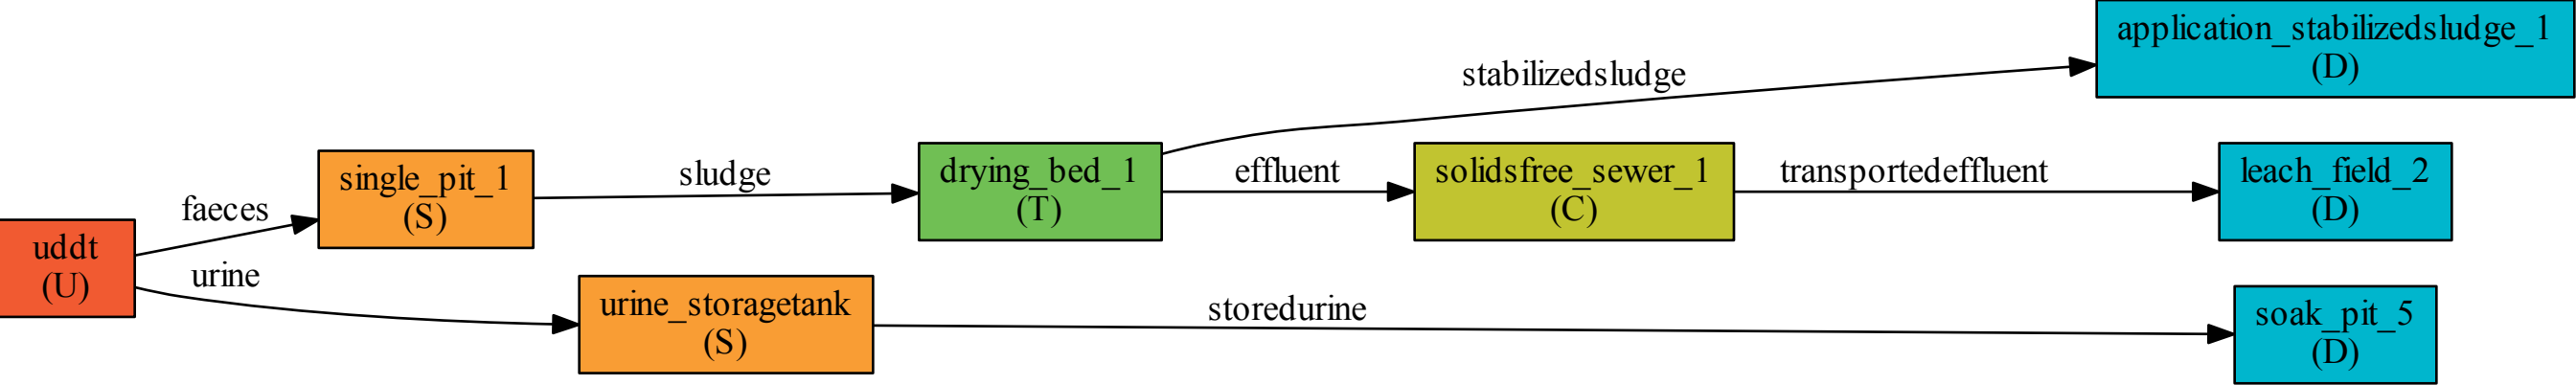 application_stabilizedsludge_1
(D)
stabilizedsludge
single_pit_1
(S)
sludge
drying_bed_1
(T)
effluent
solidsfree_sewer_1
(C)
transportedeffluent
leach_field_2
(D)
faeces
uddt
(U)
urine
urine_storagetank
(S)
storedurine
soak_pit_5
(D)